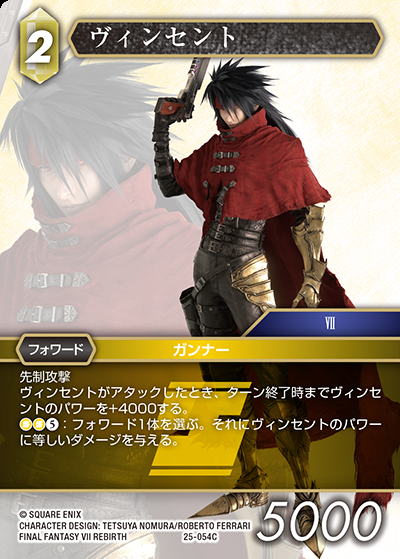 2
ヴィンセント
VII
フォワード
ガンナー
先制攻撃
ヴィンセントがアタックしたとき、ターン終了時までヴィンセ
ントのパワーを+4000する。
土土5：フォワード1体を選ぶ。それにヴィンセントのパワー
に等しいダメージを与える。
© SQUARE ENIX
CHARACTER DESIGN: TETSUYA NOMURA/ROBERTO FERRARI
FINAL FANTASY VII REBIRTH
25-054C
5000